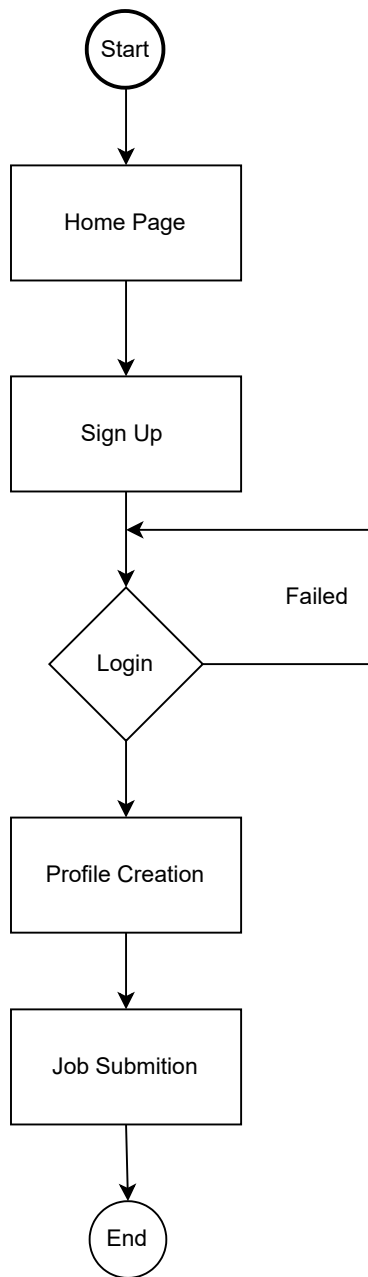 Start
Home Page
Sign Up
Failed
Login
Profile Creation
Job Submition
End